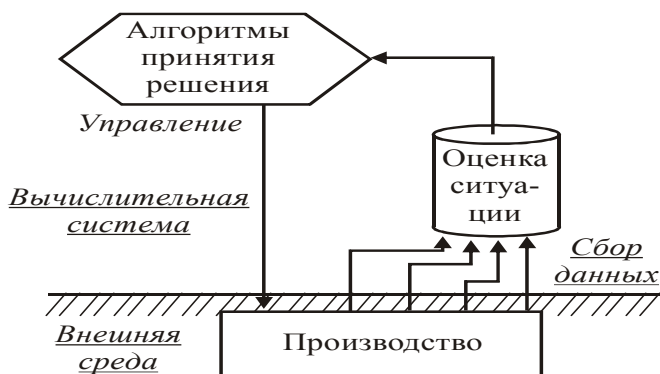 Алгоритмы
принятия
решения
Управление
Оценка
ситуа-
ции
Вычислительная
система
Сбор
данных
Внешняя
среда
Производство